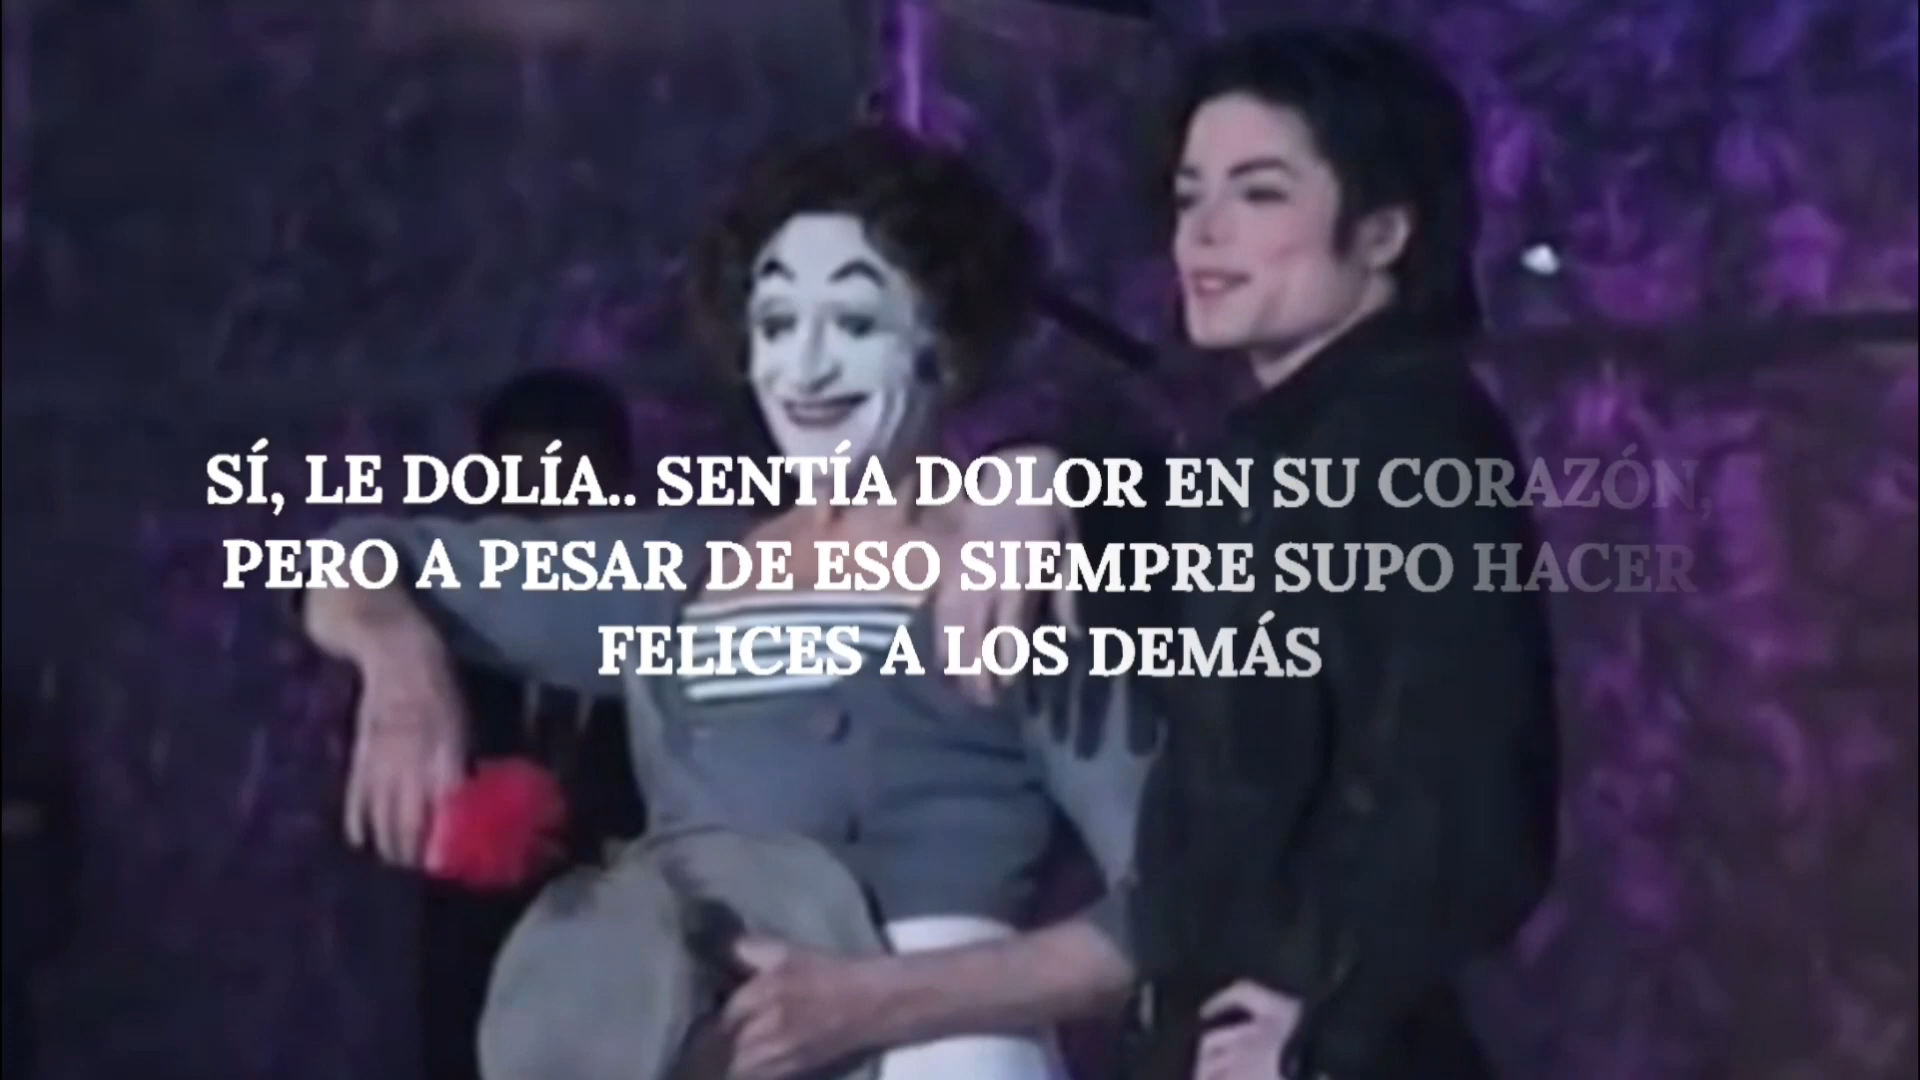 SÍ, LE DOLÍA.. SENTÍA DOLOR EN SU CORAZÓN,
PERO A PESAR DE ESO SIEMPRE SUPO HACER
FELICES A LOS DEMÁS